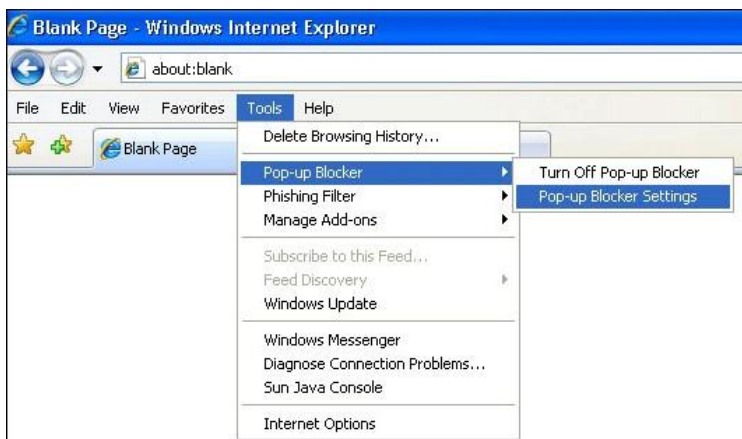 Blank Page - Windows Internet Explorer
about:blank
File Edit View Favorites Tools Help
Blank Page
Delete Browsing History...
Pop-up Blocker
Turn Off Pop-up Blocker
Phishing Filter
Pop-up Blocker Settings
Manage Add-ons
Subscribe to this Feed...
Feed Discovery
Windows Update
Windows Messenger
Diagnose Connection Problems...
Sun Java Console
Internet Options